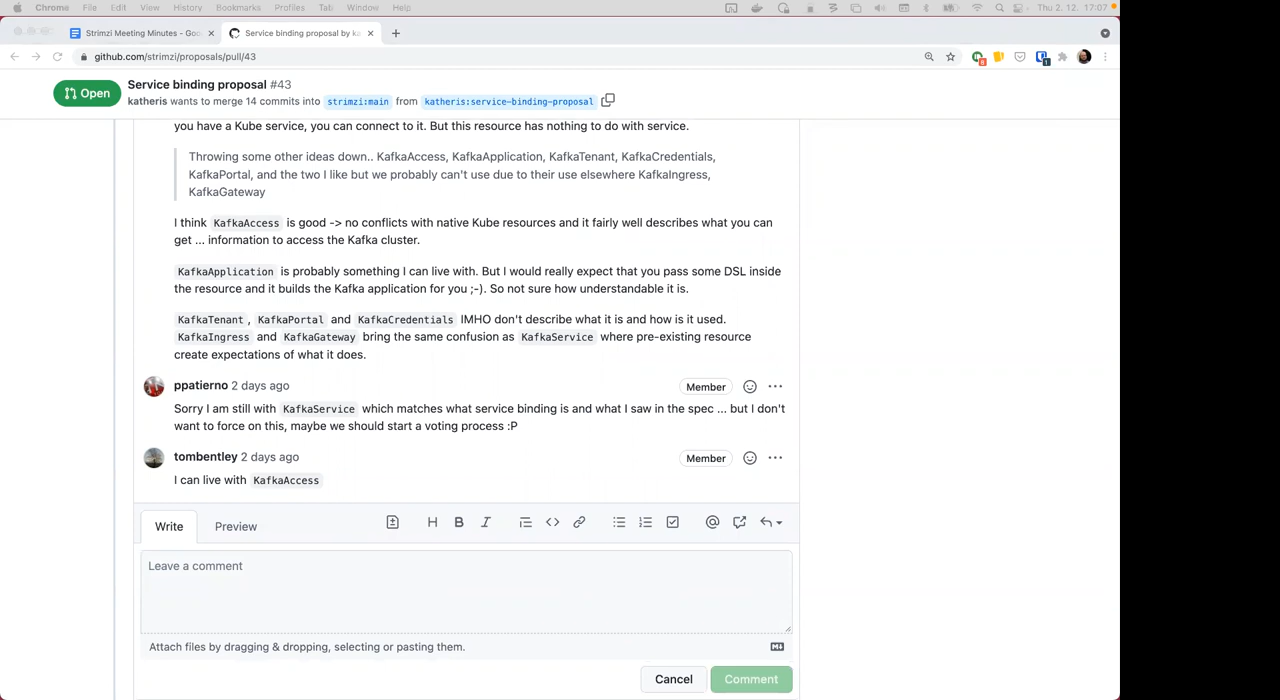 Chrome File Edit View History Bookmarks Profiles Tab Window Help Thu 2. 12. 17:07
Strimzi Meeting Minutes - Goo Service binding proposal by ka
github.com/strimzi/proposals/pull/43
8 1
Open
Service binding proposal #43
katheris wants to merge 14 commits into strimzi:main from katheris:service-binding-proposal
you have a Kube service, you can connect to it. But this resource has nothing to do with service.
Throwing some other ideas down.. KafkaAccess, KafkaApplication, KafkaTenant, KafkaCredentials,
KafkaPortal, and the two I like but we probably can't use due to their use elsewhere KafkaIngress,
KafkaGateway
I think KafkaAccess is good -> no conflicts with native Kube resources and it fairly well describes what you can
get ... information to access the Kafka cluster.
KafkaApplication is probably something I can live with. But I would really expect that you pass some DSL inside
the resource and it builds the Kafka application for you ;-). So not sure how understandable it is.
KafkaTenant , KafkaPortal and KafkaCredentials IMHO don't describe what it is and how is it used.
KafkaIngress and KafkaGateway bring the same confusion as KafkaService where pre-existing resource
create expectations of what it does.
ppatierno 2 days ago Member
Sorry I am still with KafkaService which matches what service binding is and what I saw in the spec ... but I don't
want to force on this, maybe we should start a voting process :P
tombentley 2 days ago Member
I can live with KafkaAccess
Write Preview
Leave a comment
Attach files by dragging & dropping, selecting or pasting them.
Cancel Comment